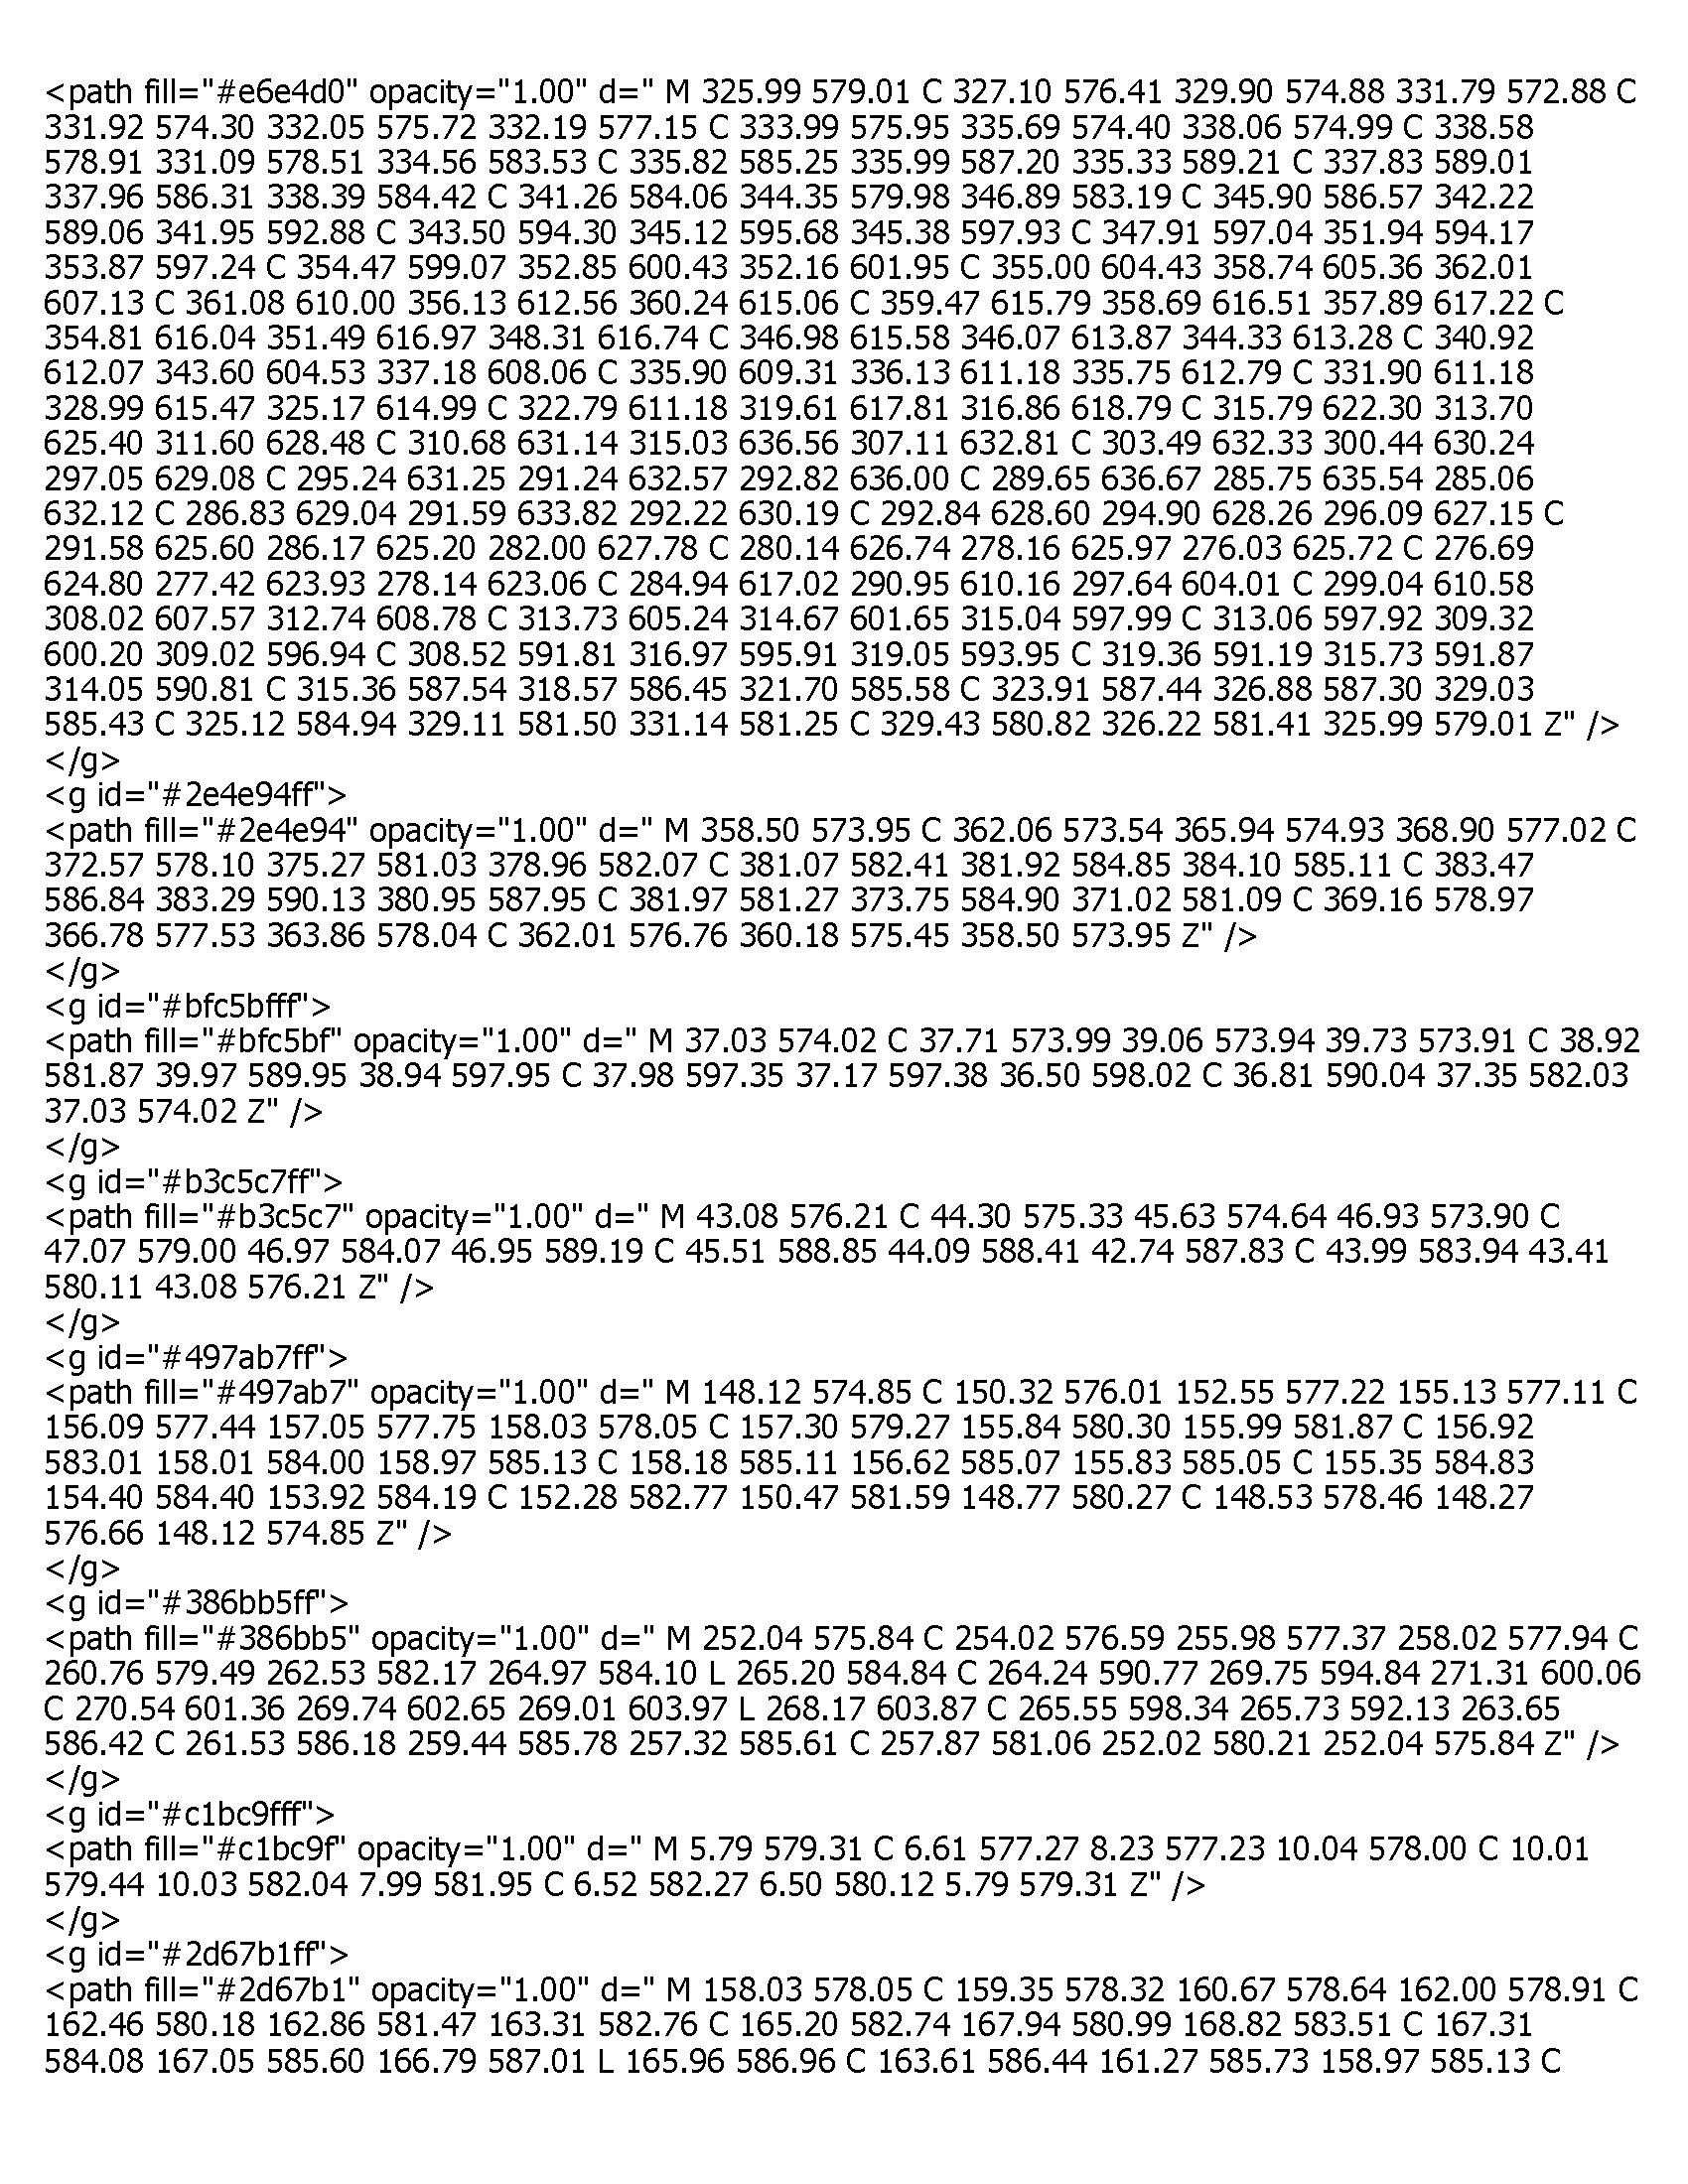 <path fill="#e6e4d0" opacity="1.00" d=" M 325.99 579.01 C 327.10 576.41 329.90 574.88 331.79 572.88 C
331.92 574.30 332.05 575.72 332.19 577.15 C 333.99 575.95 335.69 574.40 338.06 574.99 C 338.58
578.91 331.09 578.51 334.56 583.53 C 335.82 585.25 335.99 587.20 335.33 589.21 C 337.83 589.01
337.96 586.31 338.39 584.42 C 341.26 584.06 344.35 579.98 346.89 583.19 C 345.90 586.57 342.22
589.06 341.95 592.88 C 343.50 594.30 345.12 595.68 345.38 597.93 C 347.91 597.04 351.94 594.17
353.87 597.24 C 354.47 599.07 352.85 600.43 352.16 601.95 C 355.00 604.43 358.74 605.36 362.01
607.13 C 361.08 610.00 356.13 612.56 360.24 615.06 C 359.47 615.79 358.69 616.51 357.89 617.22 C
354.81 616.04 351.49 616.97 348.31 616.74 C 346.98 615.58 346.07 613.87 344.33 613.28 C 340.92
612.07 343.60 604.53 337.18 608.06 C 335.90 609.31 336.13 611.18 335.75 612.79 C 331.90 611.18
328.99 615.47 325.17 614.99 C 322.79 611.18 319.61 617.81 316.86 618.79 C 315.79 622.30 313.70
625.40 311.60 628.48 C 310.68 631.14 315.03 636.56 307.11 632.81 C 303.49 632.33 300.44 630.24
297.05 629.08 C 295.24 631.25 291.24 632.57 292.82 636.00 C 289.65 636.67 285.75 635.54 285.06
632.12 C 286.83 629.04 291.59 633.82 292.22 630.19 C 292.84 628.60 294.90 628.26 296.09 627.15 C
291.58 625.60 286.17 625.20 282.00 627.78 C 280.14 626.74 278.16 625.97 276.03 625.72 C 276.69
624.80 277.42 623.93 278.14 623.06 C 284.94 617.02 290.95 610.16 297.64 604.01 C 299.04 610.58
308.02 607.57 312.74 608.78 C 313.73 605.24 314.67 601.65 315.04 597.99 C 313.06 597.92 309.32
600.20 309.02 596.94 C 308.52 591.81 316.97 595.91 319.05 593.95 C 319.36 591.19 315.73 591.87
314.05 590.81 C 315.36 587.54 318.57 586.45 321.70 585.58 C 323.91 587.44 326.88 587.30 329.03
585.43 C 325.12 584.94 329.11 581.50 331.14 581.25 C 329.43 580.82 326.22 581.41 325.99 579.01 Z" />
</g>
<g id="#2e4e94ff">
<path fill="#2e4e94" opacity="1.00" d=" M 358.50 573.95 C 362.06 573.54 365.94 574.93 368.90 577.02 C
372.57 578.10 375.27 581.03 378.96 582.07 C 381.07 582.41 381.92 584.85 384.10 585.11 C 383.47
586.84 383.29 590.13 380.95 587.95 C 381.97 581.27 373.75 584.90 371.02 581.09 C 369.16 578.97
366.78 577.53 363.86 578.04 C 362.01 576.76 360.18 575.45 358.50 573.95 Z" />
</g>
<g id="#bfc5bfff">
<path fill="#bfc5bf" opacity="1.00" d=" M 37.03 574.02 C 37.71 573.99 39.06 573.94 39.73 573.91 C 38.92
581.87 39.97 589.95 38.94 597.95 C 37.98 597.35 37.17 597.38 36.50 598.02 C 36.81 590.04 37.35 582.03
37.03 574.02 Z" />
</g>
<g id="#b3c5c7ff">
<path fill="#b3c5c7" opacity="1.00" d=" M 43.08 576.21 C 44.30 575.33 45.63 574.64 46.93 573.90 C
47.07 579.00 46.97 584.07 46.95 589.19 C 45.51 588.85 44.09 588.41 42.74 587.83 C 43.99 583.94 43.41
580.11 43.08 576.21 Z" />
</g>
<g id="#497ab7ff">
<path fill="#497ab7" opacity="1.00" d=" M 148.12 574.85 C 150.32 576.01 152.55 577.22 155.13 577.11 C
156.09 577.44 157.05 577.75 158.03 578.05 C 157.30 579.27 155.84 580.30 155.99 581.87 C 156.92
583.01 158.01 584.00 158.97 585.13 C 158.18 585.11 156.62 585.07 155.83 585.05 C 155.35 584.83
154.40 584.40 153.92 584.19 C 152.28 582.77 150.47 581.59 148.77 580.27 C 148.53 578.46 148.27
576.66 148.12 574.85 Z" />
</g>
<g id="#386bb5ff">
<path fill="#386bb5" opacity="1.00" d=" M 252.04 575.84 C 254.02 576.59 255.98 577.37 258.02 577.94 C
260.76 579.49 262.53 582.17 264.97 584.10 L 265.20 584.84 C 264.24 590.77 269.75 594.84 271.31 600.06
C 270.54 601.36 269.74 602.65 269.01 603.97 L 268.17 603.87 C 265.55 598.34 265.73 592.13 263.65
586.42 C 261.53 586.18 259.44 585.78 257.32 585.61 C 257.87 581.06 252.02 580.21 252.04 575.84 Z" />
</g>
<g id="#c1bc9fff">
<path fill="#c1bc9f" opacity="1.00" d=" M 5.79 579.31 C 6.61 577.27 8.23 577.23 10.04 578.00 C 10.01
579.44 10.03 582.04 7.99 581.95 C 6.52 582.27 6.50 580.12 5.79 579.31 Z" />
</g>
<g id="#2d67b1ff">
<path fill="#2d67b1" opacity="1.00" d=" M 158.03 578.05 C 159.35 578.32 160.67 578.64 162.00 578.91 C
162.46 580.18 162.86 581.47 163.31 582.76 C 165.20 582.74 167.94 580.99 168.82 583.51 C 167.31
584.08 167.05 585.60 166.79 587.01 L 165.96 586.96 C 163.61 586.44 161.27 585.73 158.97 585.13 C